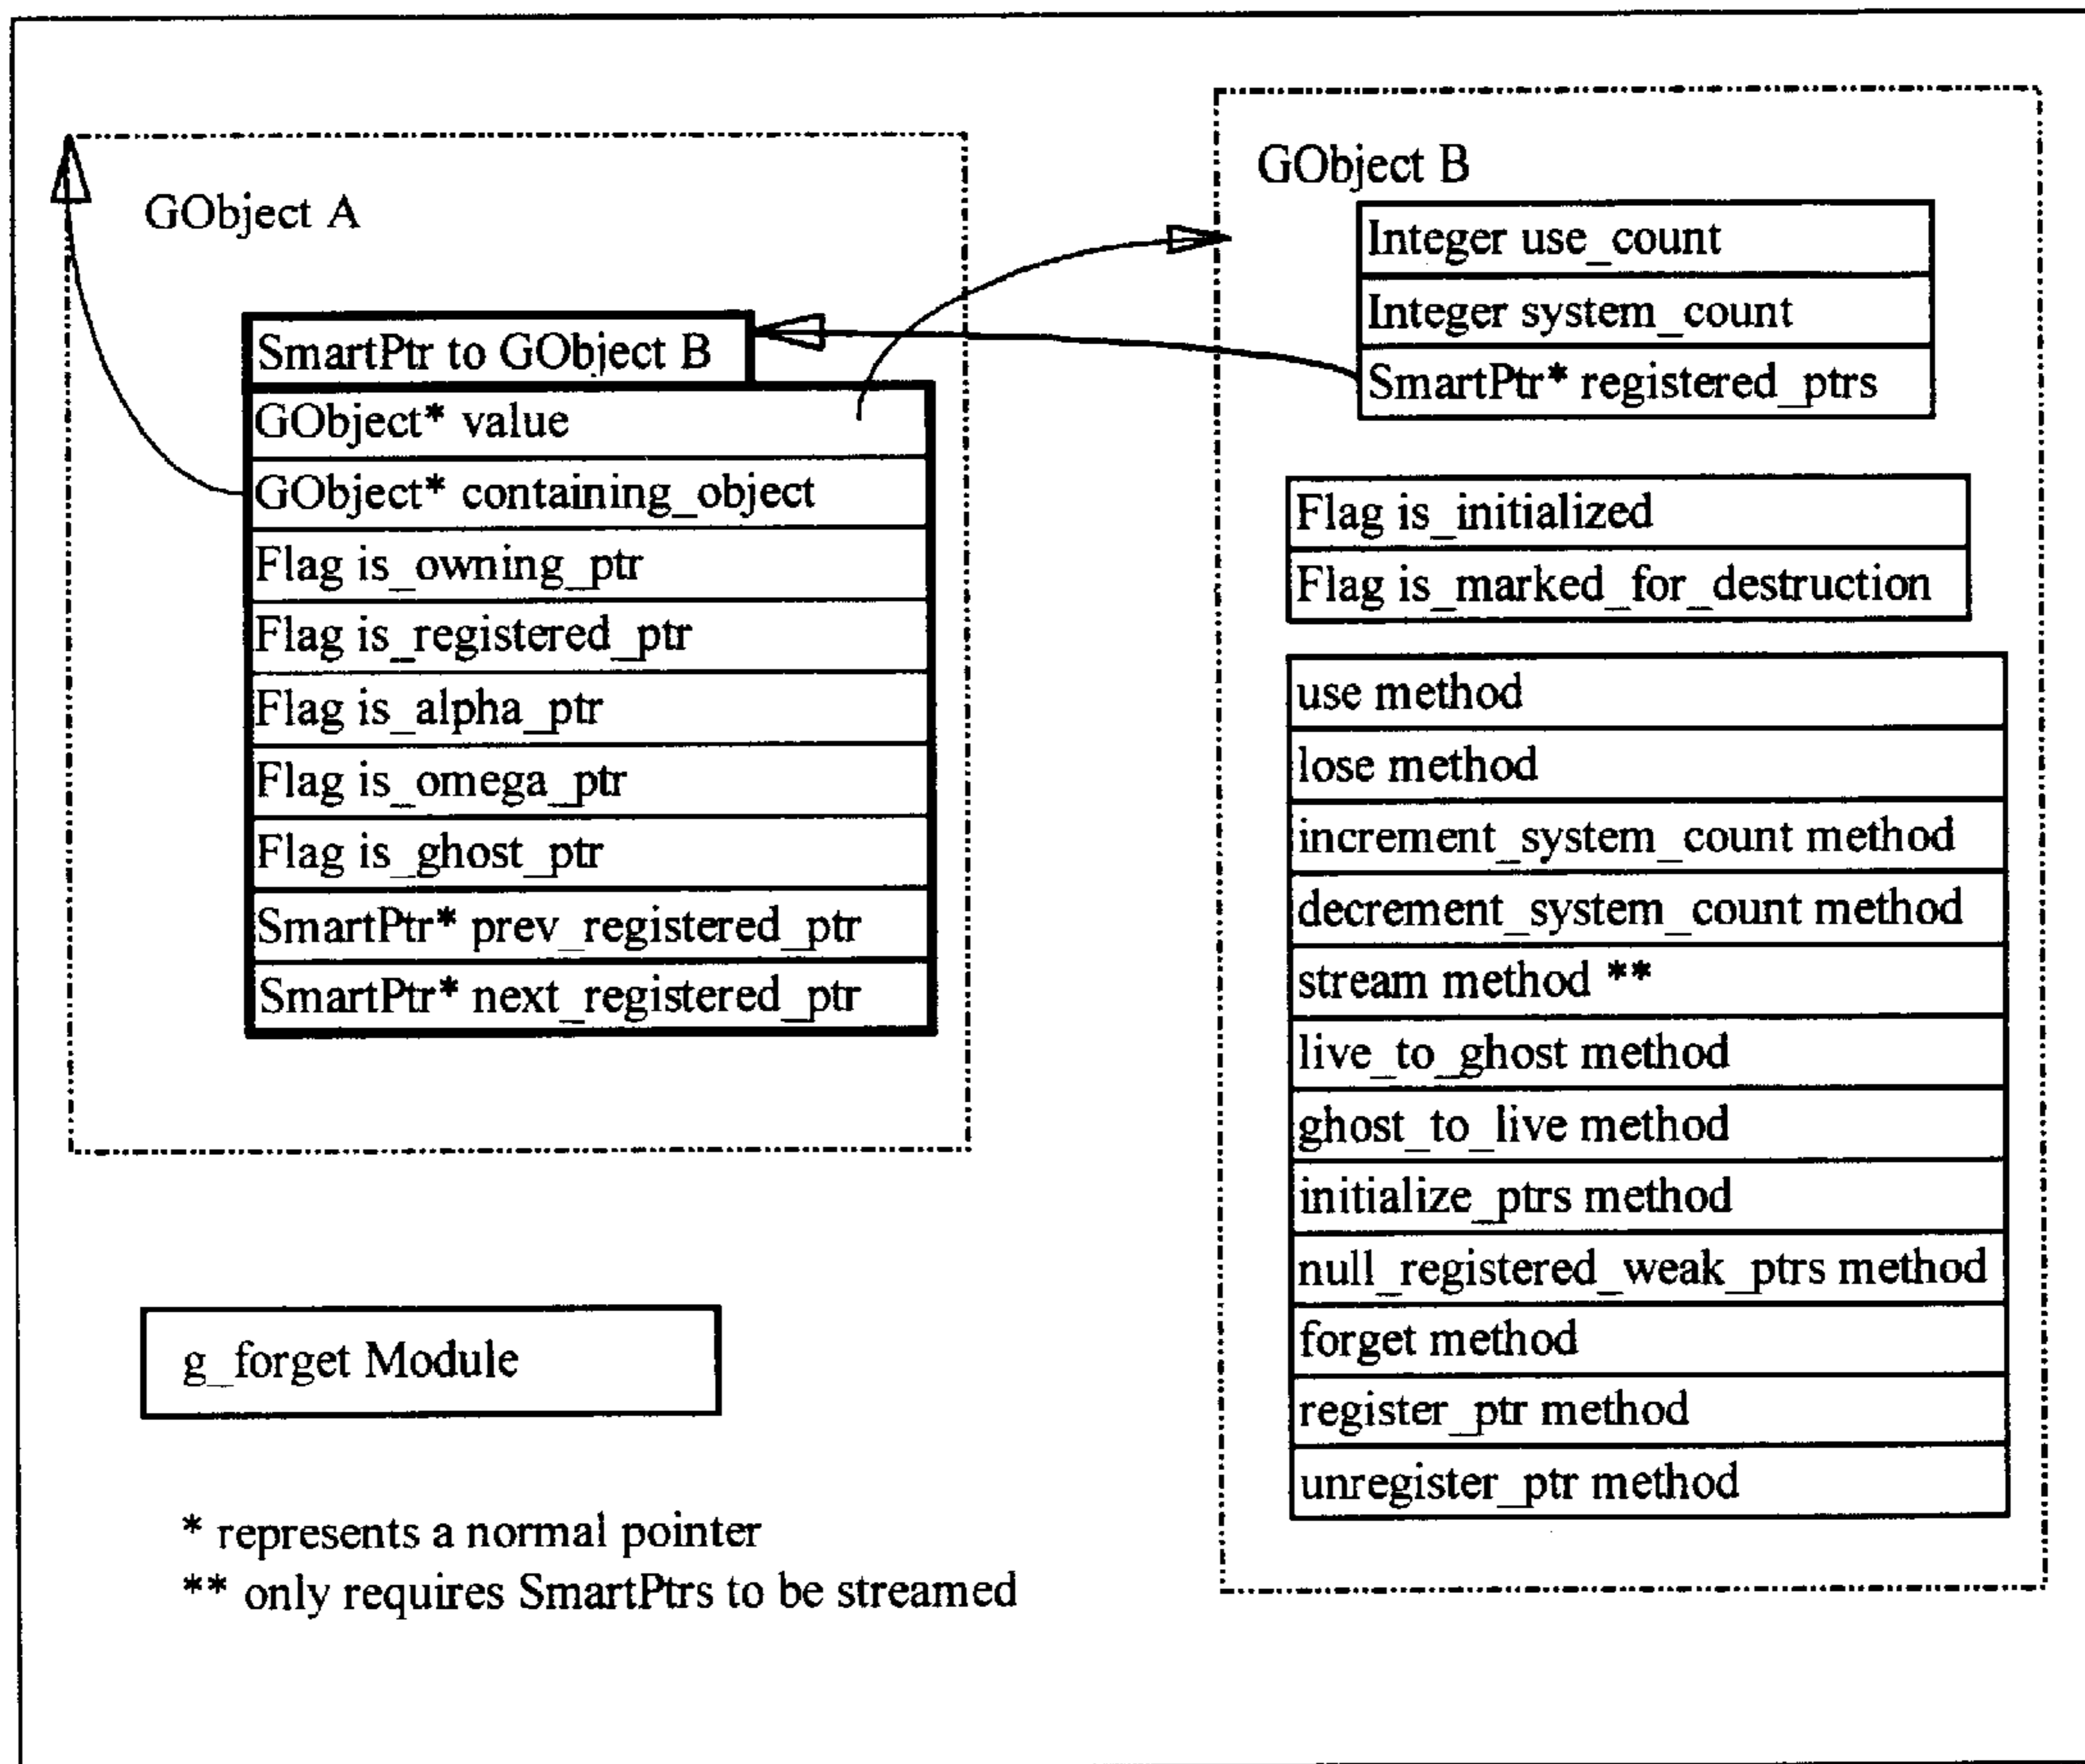 GObject A
SmartPtr to GObject B
GObject* value
GObject* containing_object
Flag is_owning_ptr
Flag is_registered_ptr
Flag is_alpha_ptr
Flag is_omega_ptr
Flag is_ghost_ptr
SmartPtr* prev_registered_ptr
SmartPtr* next_registered_ptr
GObject B
Integer use_count
Integer system_count
SmartPtr* registered_ptrs
Flag is_initialized
Flag is_marked_for_destruction
use method
lose method
increment_system_count method
decrement_system_count method
stream method **
live_to_ghost method
ghost_to_live method
initialize_ptrs method
null_registered_weak_ptrs method
forget method
register_ptr method
unregister_ptr method
g_forget Module
* represents a normal pointer
** only requires SmartPtrs to be streamed